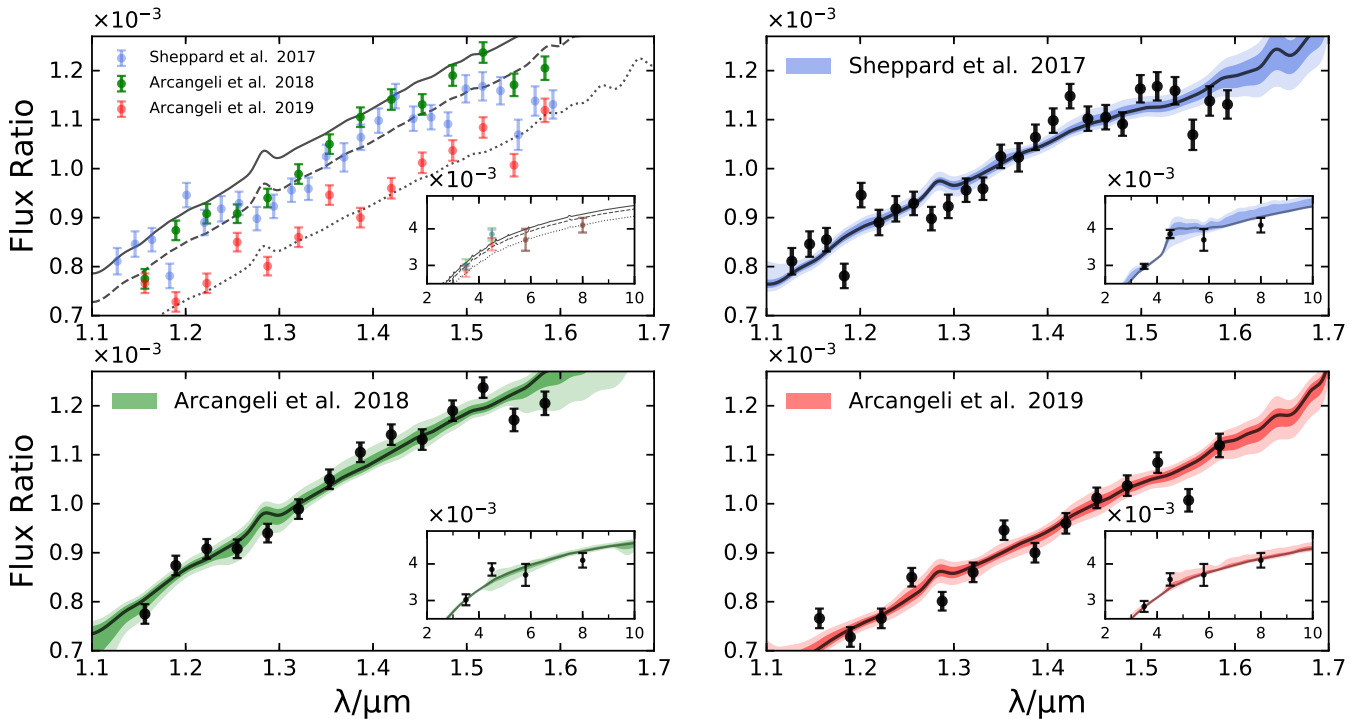 ×10⁻³
Flux Ratio
1.2
1.1
1.0
0.9
0.8
0.7
Sheppard et al. 2017
Arcangeli et al. 2018
Arcangeli et al. 2019
×10⁻³
4
3
2 4 6 8 10
1.1 1.2 1.3 1.4 1.5 1.6 1.7
×10⁻³
1.2
1.1
1.0
0.9
0.8
0.7
Sheppard et al. 2017
×10⁻³
4
3
2 4 6 8 10
1.1 1.2 1.3 1.4 1.5 1.6 1.7
×10⁻³
Flux Ratio
1.2
1.1
1.0
0.9
0.8
0.7
Arcangeli et al. 2018
×10⁻³
4
3
2 4 6 8 10
1.1 1.2 1.3 1.4 1.5 1.6 1.7
λ/μm
×10⁻³
1.2
1.1
1.0
0.9
0.8
0.7
Arcangeli et al. 2019
×10⁻³
4
3
2 4 6 8 10
1.1 1.2 1.3 1.4 1.5 1.6 1.7
λ/μm